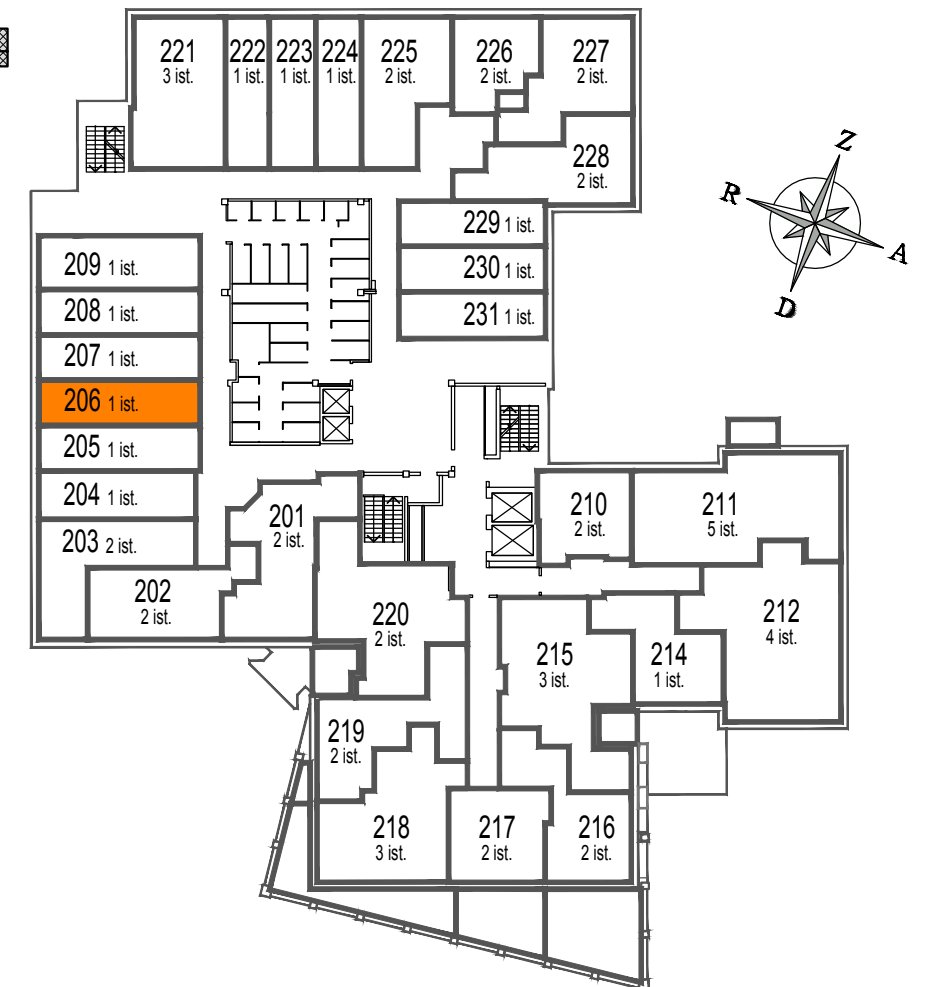 221
3 ist.
222
1 ist.
223
1 ist.
224
1 ist.
225
2 ist.
226
2 ist.
227
2 ist.
228
2 ist.
229 1 ist.
230 1 ist.
231 1 ist.
Z
R
A
D
209 1 ist.
208 1 ist.
207 1 ist.
206 1 ist.
205 1 ist.
204 1 ist.
203 2 ist.
202
2 ist.
201
2 ist.
210
2 ist.
211
5 ist.
212
4 ist.
220
2 ist.
215
3 ist.
214
1 ist.
219
2 ist.
218
3 ist.
217
2 ist.
216
2 ist.